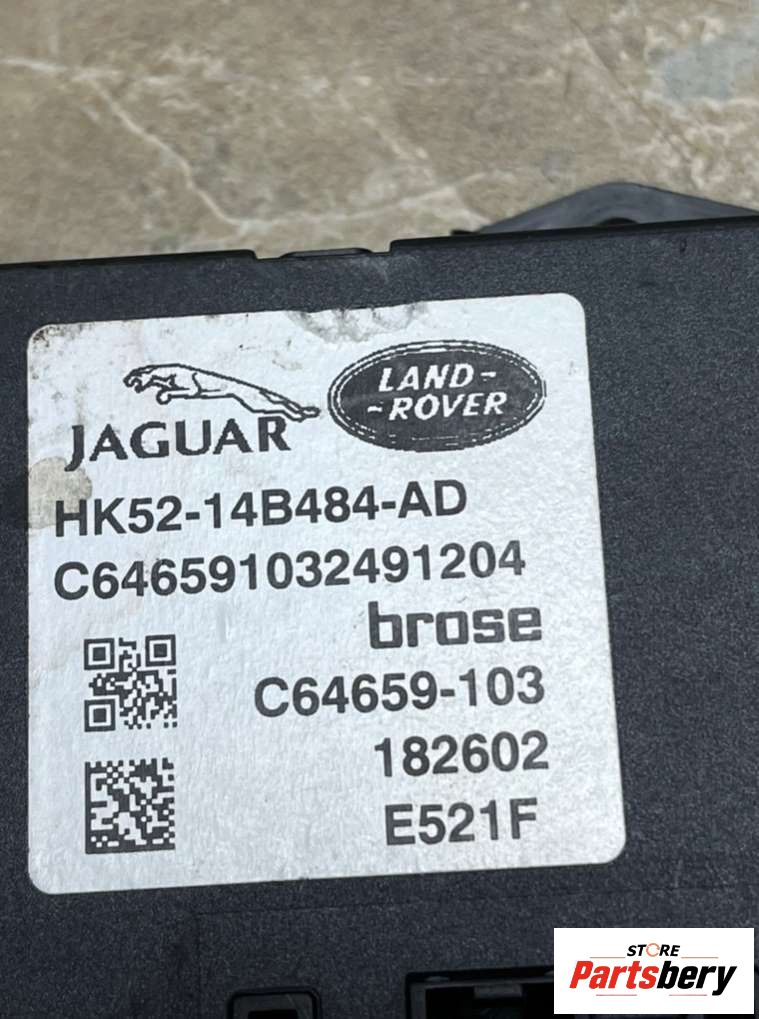 JAGUAR
LAND-
-ROVER
HK52-14B484-AD
C646591032491204
brose
C64659-103
182602
E521F
STORE
Partsbery